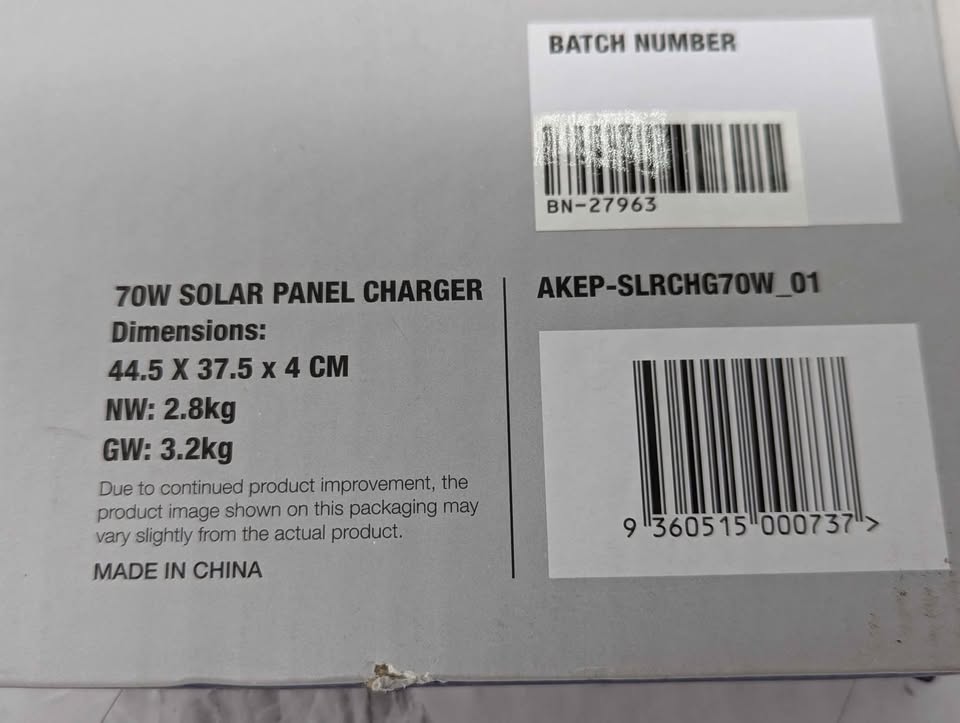 BATCH NUMBER
BN-27963
70W SOLAR PANEL CHARGER
Dimensions:
44.5 X 37.5 x 4 CM
NW: 2.8kg
GW: 3.2kg
Due to continued product improvement, the
product image shown on this packaging may
vary slightly from the actual product.
MADE IN CHINA
AKEP-SLRCHG70W_01
9 360515 000737 >